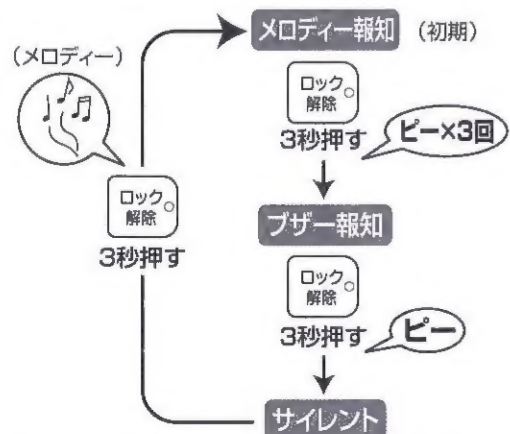 メロディー報知 (初期)
(メロディー)
ロック
解除
3秒押す
ピー×3回
ロック
解除
3秒押す
ブザー報知
ロック
解除
3秒押す
ピー
サイレント